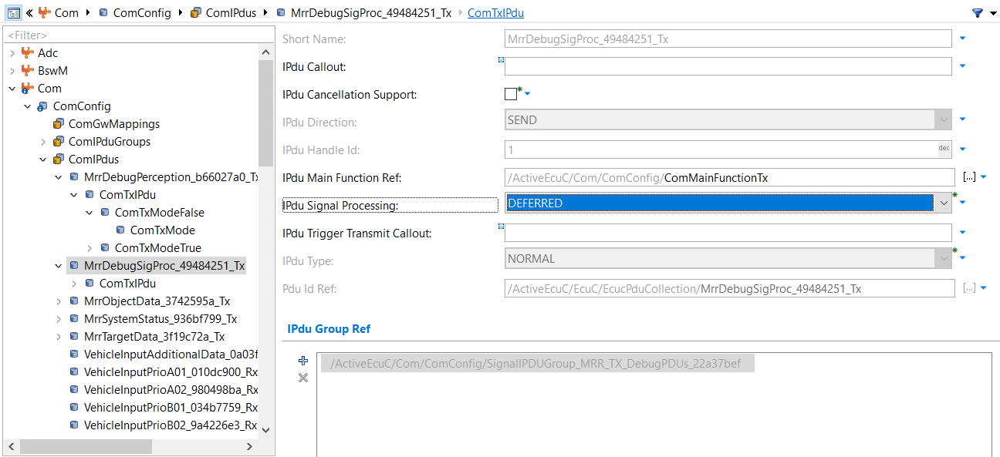 « Com ComConfig ComIPdus MrrDebugSigProc_49484251_Tx ComTxIPdu
<Filter>
Adc
BswM
Com
ComConfig
ComGwMappings
ComIPduGroups
ComIPdus
MrrDebugPerception_b66027a0_Tx
ComTxIPdu
ComTxModeFalse
ComTxMode
ComTxModeTrue
MrrDebugSigProc_49484251_Tx
ComTxIPdu
MrrObjectData_3742595a_Tx
MrrSystemStatus_936bf799_Tx
MrrTargetData_3f19c72a_Tx
VehicleInputAdditionalData_0a03f
VehicleInputPrioA01_010dc900_Rx
VehicleInputPrioA02_980498ba_Rx
VehicleInputPrioB01_034b7759_Rx
VehicleInputPrioB02_9a4226e3_Rx
Short Name: MrrDebugSigProc_49484251_Tx
IPdu Callout:
IPdu Cancellation Support:
IPdu Direction: SEND
IPdu Handle Id: 1 dec
IPdu Main Function Ref: /ActiveEcuC/Com/ComConfig/ComMainFunctionTx [...]
IPdu Signal Processing: DEFERRED
IPdu Trigger Transmit Callout:
IPdu Type: NORMAL
Pdu Id Ref: /ActiveEcuC/EcuC/EcucPduCollection/MrrDebugSigProc_49484251_Tx [...]
IPdu Group Ref
/ActiveEcuC/Com/ComConfig/SignalIPDUGroup_MRR_TX_DebugPDUs_22a37bef